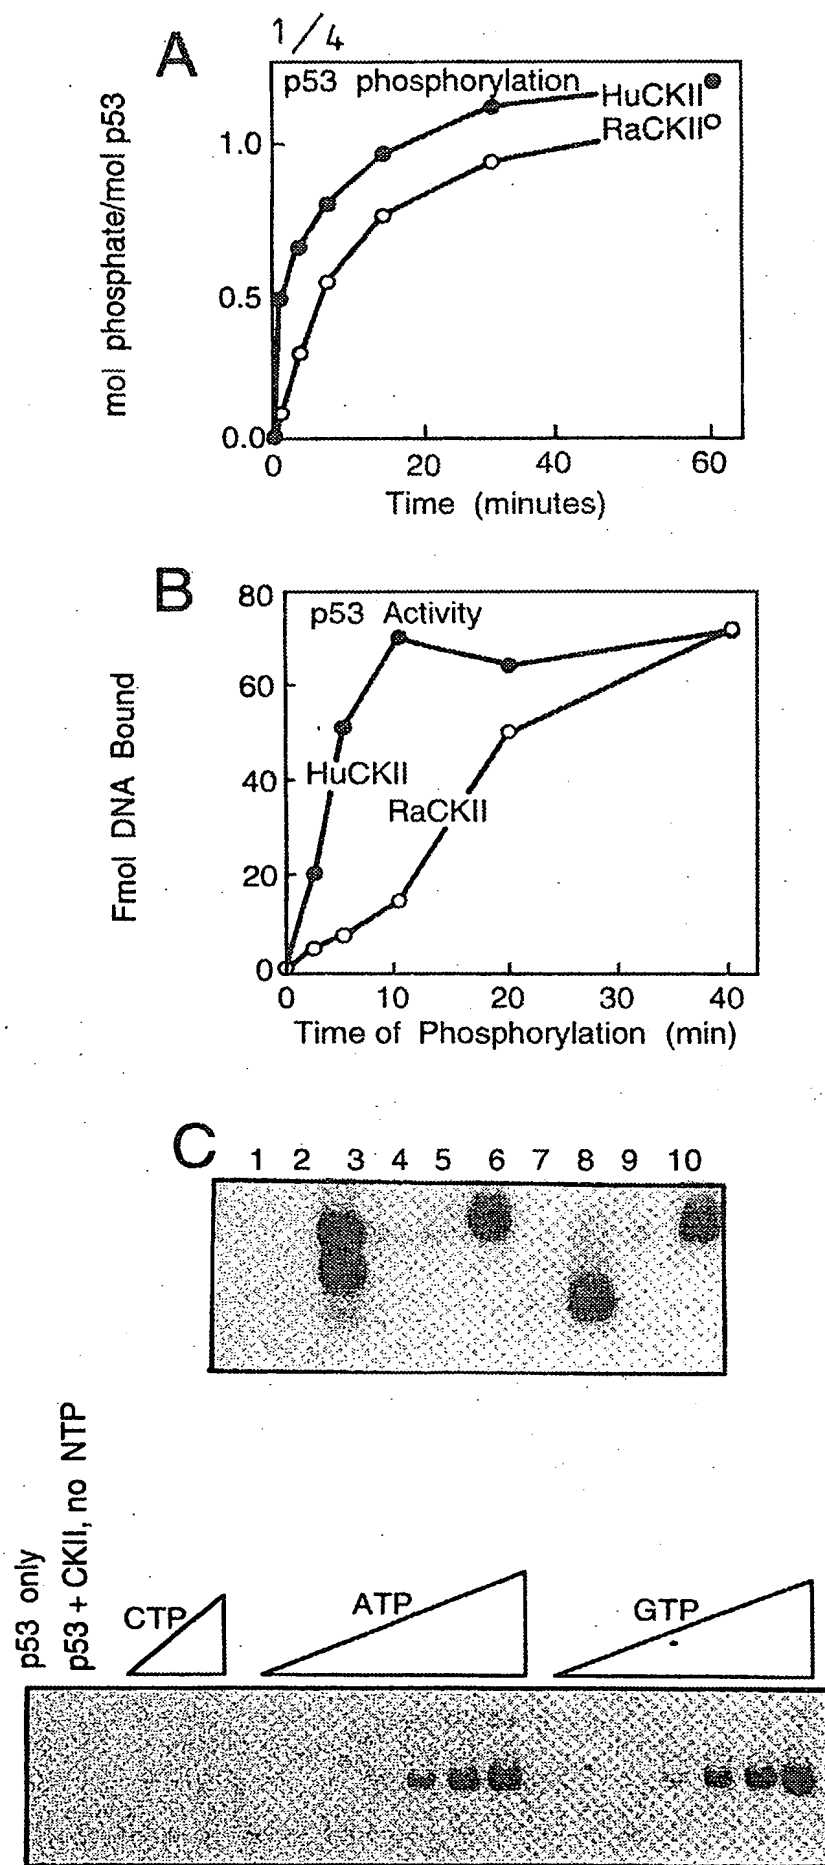 1/4
A
p53 phosphorylation
HuCKII
RaCKII
mol phosphate/mol p53
1.0
0.5
0.0
0 20 40 60
Time (minutes)
B
p53 Activity
HuCKII
RaCKII
Fmol DNA Bound
80
60
40
20
0
0 10 20 30 40
Time of Phosphorylation (min)
C
1 2 3 4 5 6 7 8 9 10
p53 only
p53 + CKII, no NTP
CTP
ATP
GTP